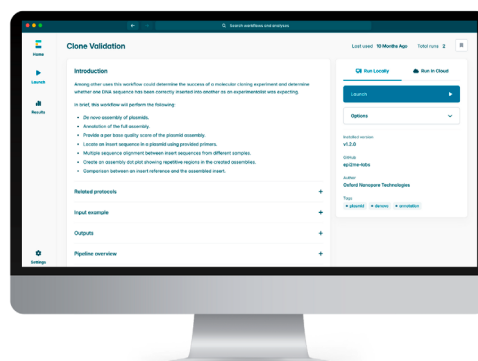 Search workflows and analyses
Home
Launch
Results
Settings
Clone Validation
Last used 10 Months Ago Total runs 2
Introduction
Among other uses this workflow could determine the success of a molecular cloning experiment and determine
whether one DNA sequence has been correctly inserted into another as an experimentalist was expecting.
In brief, this workflow will perform the following:
• De novo assembly of plasmids.
• Annotation of the full assembly.
• Provide a per base quality score of the plasmid assembly.
• Locate an insert sequence in a plasmid using provided primers.
• Multiple sequence alignment between insert sequences from different samples.
• Create an assembly dot plot showing repetitive regions in the created assemblies.
• Comparison between an insert reference and the assembled insert.
Related protocols +
Input example +
Outputs +
Pipeline overview +
Run Locally Run in Cloud
Launch
Options
Installed version
v1.2.0
GitHub
epi2me-labs
Author
Oxford Nanopore Technologies
Tags
plasmid denovo annotation